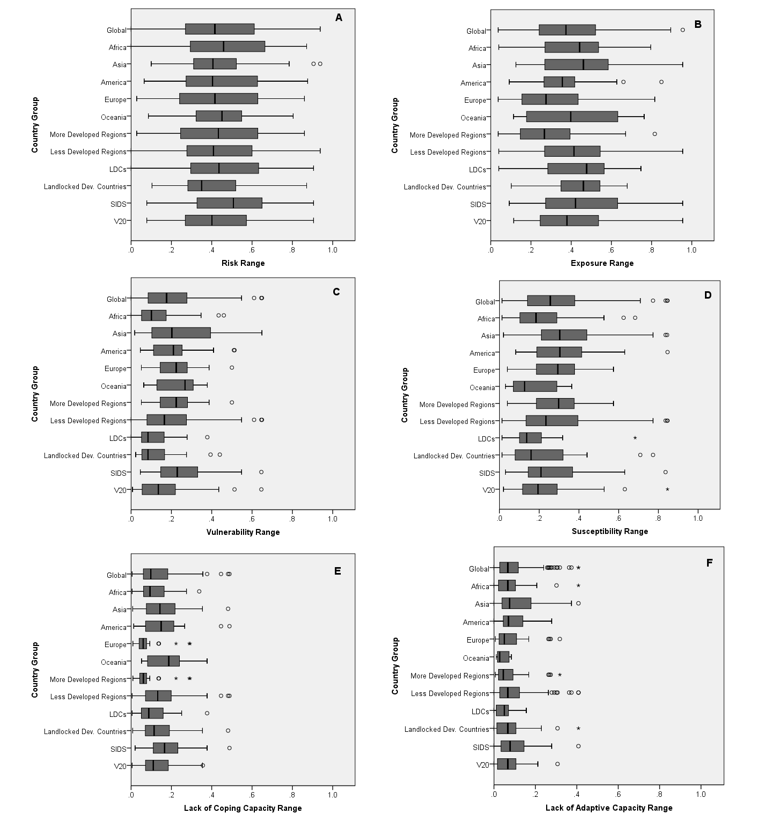 A
Country Group
Global
Africa
Asia
America
Europe
Oceania
More Developed Regions
Less Developed Regions
LDCs
Landlocked Dev. Countries
SIDS
V20
.0 .2 .4 .6 .8 1.0
Risk Range
B
Country Group
Global
Africa
Asia
America
Europe
Oceania
More Developed Regions
Less Developed Regions
LDCs
Landlocked Dev. Countries
SIDS
V20
.0 .2 .4 .6 .8 1.0
Exposure Range
C
Country Group
Global
Africa
Asia
America
Europe
Oceania
More Developed Regions
Less Developed Regions
LDCs
Landlocked Dev. Countries
SIDS
V20
.0 .2 .4 .6 .8 1.0
Vulnerability Range
D
Country Group
Global
Africa
Asia
America
Europe
Oceania
More Developed Regions
Less Developed Regions
LDCs
Landlocked Dev. Countries
SIDS
V20
.0 .2 .4 .6 .8 1.0
Susceptibility Range
E
Country Group
Global
Africa
Asia
America
Europe
Oceania
More Developed Regions
Less Developed Regions
LDCs
Landlocked Dev. Countries
SIDS
V20
.0 .2 .4 .6 .8 1.0
Lack of Coping Capacity Range
F
Country Group
Global
Africa
Asia
America
Europe
Oceania
More Developed Regions
Less Developed Regions
LDCs
Landlocked Dev. Countries
SIDS
V20
.0 .2 .4 .6 .8 1.0
Lack of Adaptive Capacity Range